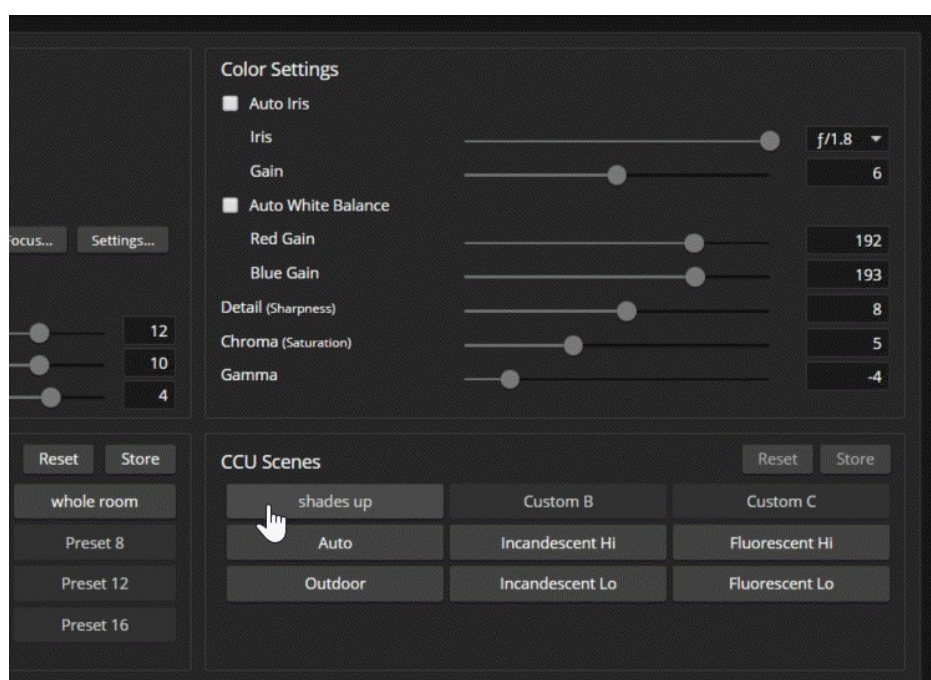 Color Settings
Auto Iris
Iris ƒ/1.8
Gain 6
Auto White Balance
Settings...
Red Gain 192
Blue Gain 193
Detail (Sharpness) 8
12
Chroma (Saturation) 5
10
Gamma -4
4
Reset Store
whole room
Preset 8
Preset 12
Preset 16
CCU Scenes Reset Store
shades up Custom B Custom C
Auto Incandescent Hi Fluorescent Hi
Outdoor Incandescent Lo Fluorescent Lo